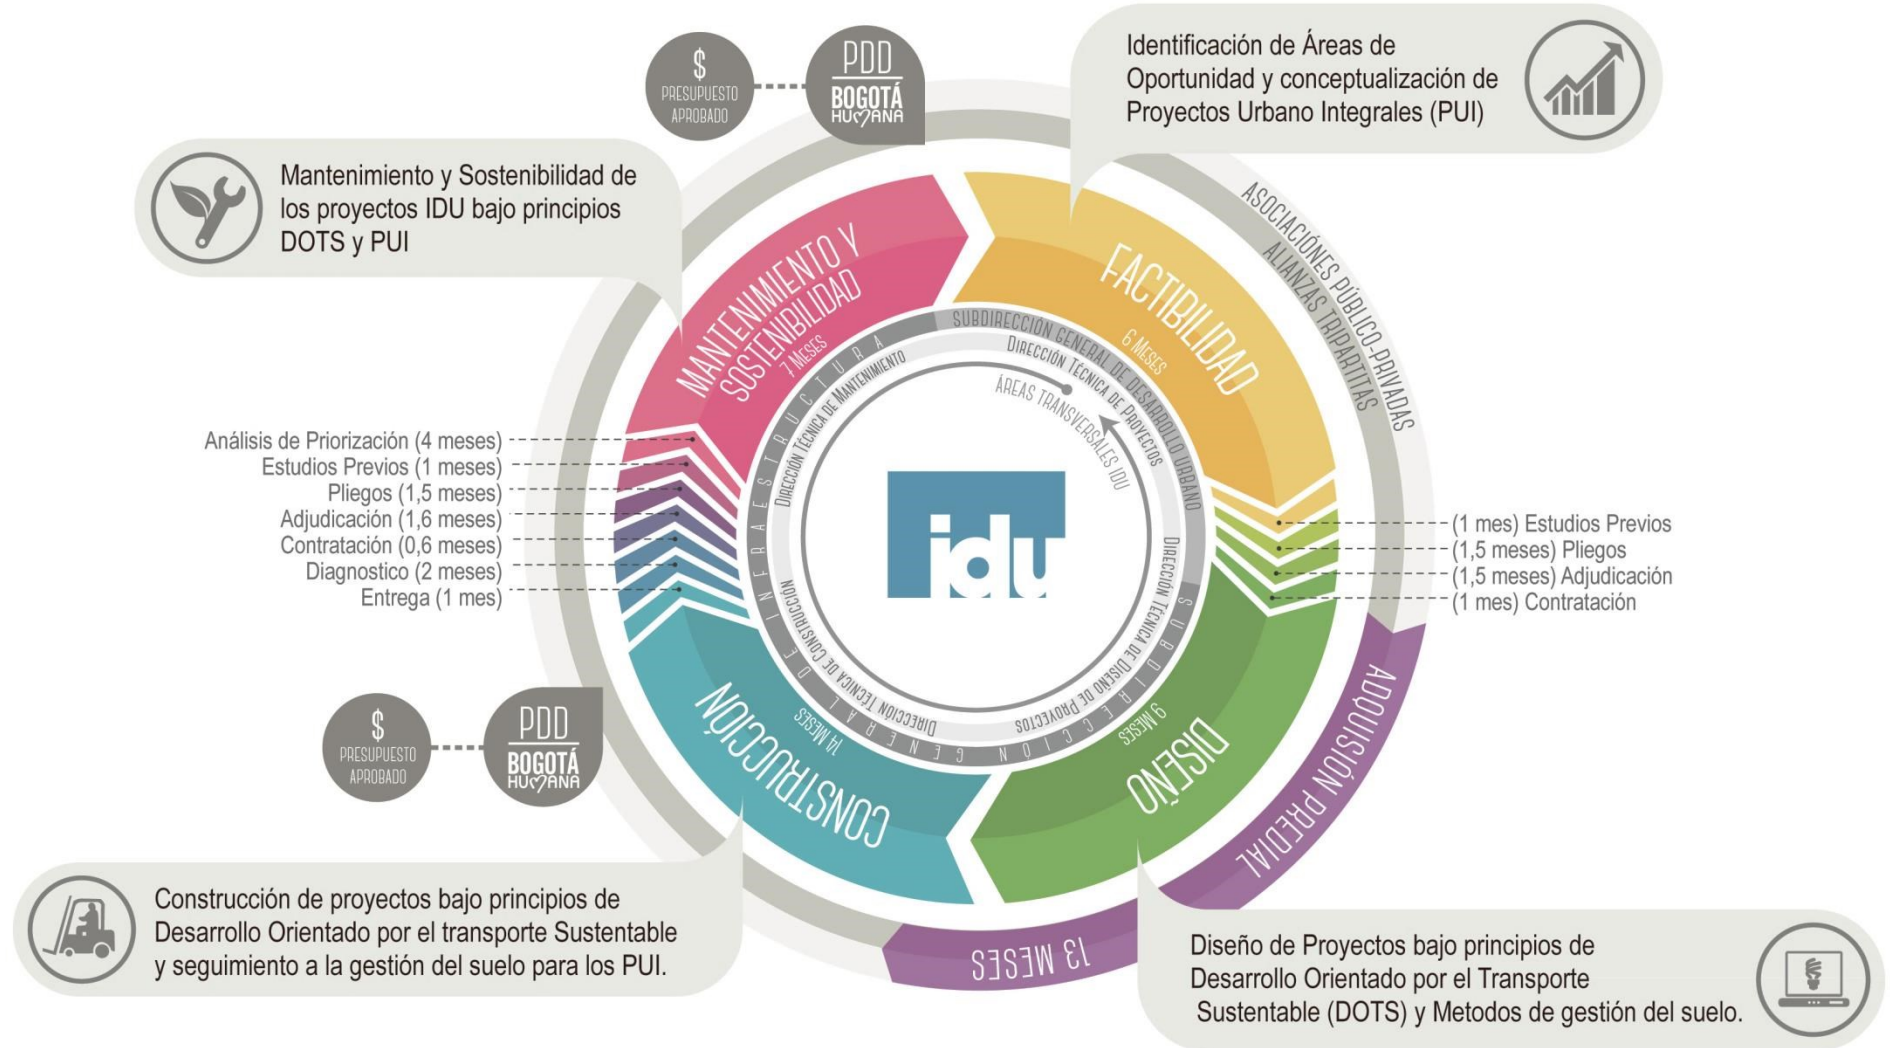 $
PRESUPUESTO
APROBADO
PDD
BOGOTÁ
HUMANA
Identificación de Áreas de
Oportunidad y conceptualización de
Proyectos Urbano Integrales (PUI)
Mantenimiento y Sostenibilidad de
los proyectos IDU bajo principios
DOTS y PUI
ASOCIACIÓNES PÚBLICO-PRIVADAS
ALIANZAS TRIPARTITAS
MANTENIMIENTO Y
SOSTENIBILIDAD
7 MESES
FACTIBILIDAD
6 MESES
SUBDIRECCIÓN GENERAL DE DESARROLLO URBANO
DIRECCIÓN TÉCNICA DE MANTENIMIENTO
DIRECCIÓN TÉCNICA DE PROYECTOS
ÁREAS TRANSVERSALES IDU
idu
Análisis de Priorización (4 meses)
Estudios Previos (1 meses)
Pliegos (1,5 meses)
Adjudicación (1,6 meses)
Contratación (0,6 meses)
Diagnostico (2 meses)
Entrega (1 mes)
(1 mes) Estudios Previos
(1,5 meses) Pliegos
(1,5 meses) Adjudicación
(1 mes) Contratación
DIRECCIÓN TÉCNICA DE DISEÑO DE PROYECTOS
DIRECCIÓN TÉCNICA DE CONSTRUCCIÓN
SUBDIRECCIÓN GENERAL DE INFRAESTRUCTURA
CONSTRUCCIÓN
14 MESES
DISEÑO
9 MESES
ADQUISIÓN PREDIAL
13 MESES
$
PRESUPUESTO
APROBADO
PDD
BOGOTÁ
HUMANA
Construcción de proyectos bajo principios de
Desarrollo Orientado por el transporte Sustentable
y seguimiento a la gestión del suelo para los PUI.
Diseño de Proyectos bajo principios de
Desarrollo Orientado por el Transporte
Sustentable (DOTS) y Metodos de gestión del suelo.